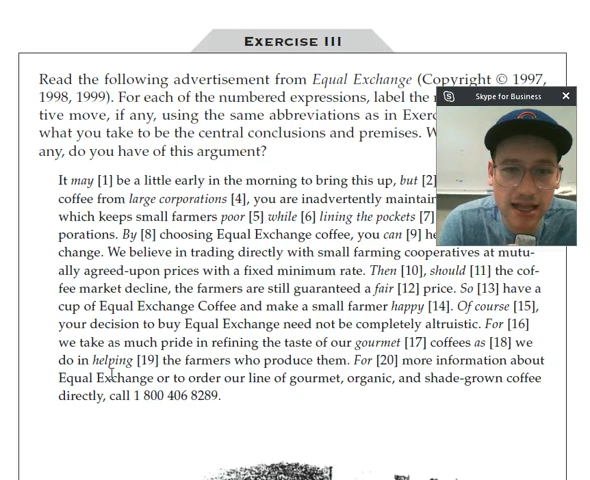 EXERCISE III
Read the following advertisement from Equal Exchange (Copyright © 1997,
1998, 1999). For each of the numbered expressions, label the
tive move, if any, using the same abbreviations as in Exerc
what you take to be the central conclusions and premises. W
any, do you have of this argument?
Skype for Business
It may [1] be a little early in the morning to bring this up, but [2]
coffee from large corporations [4], you are inadvertently maintain
which keeps small farmers poor [5] while [6] lining the pockets [7]
porations. By [8] choosing Equal Exchange coffee, you can [9] he
change. We believe in trading directly with small farming cooperatives at mutu-
ally agreed-upon prices with a fixed minimum rate. Then [10], should [11] the cof-
fee market decline, the farmers are still guaranteed a fair [12] price. So [13] have a
cup of Equal Exchange Coffee and make a small farmer happy [14]. Of course [15],
your decision to buy Equal Exchange need not be completely altruistic. For [16]
we take as much pride in refining the taste of our gourmet [17] coffees as [18] we
do in helping [19] the farmers who produce them. For [20] more information about
Equal Exchange or to order our line of gourmet, organic, and shade-grown coffee
directly, call 1 800 406 8289.